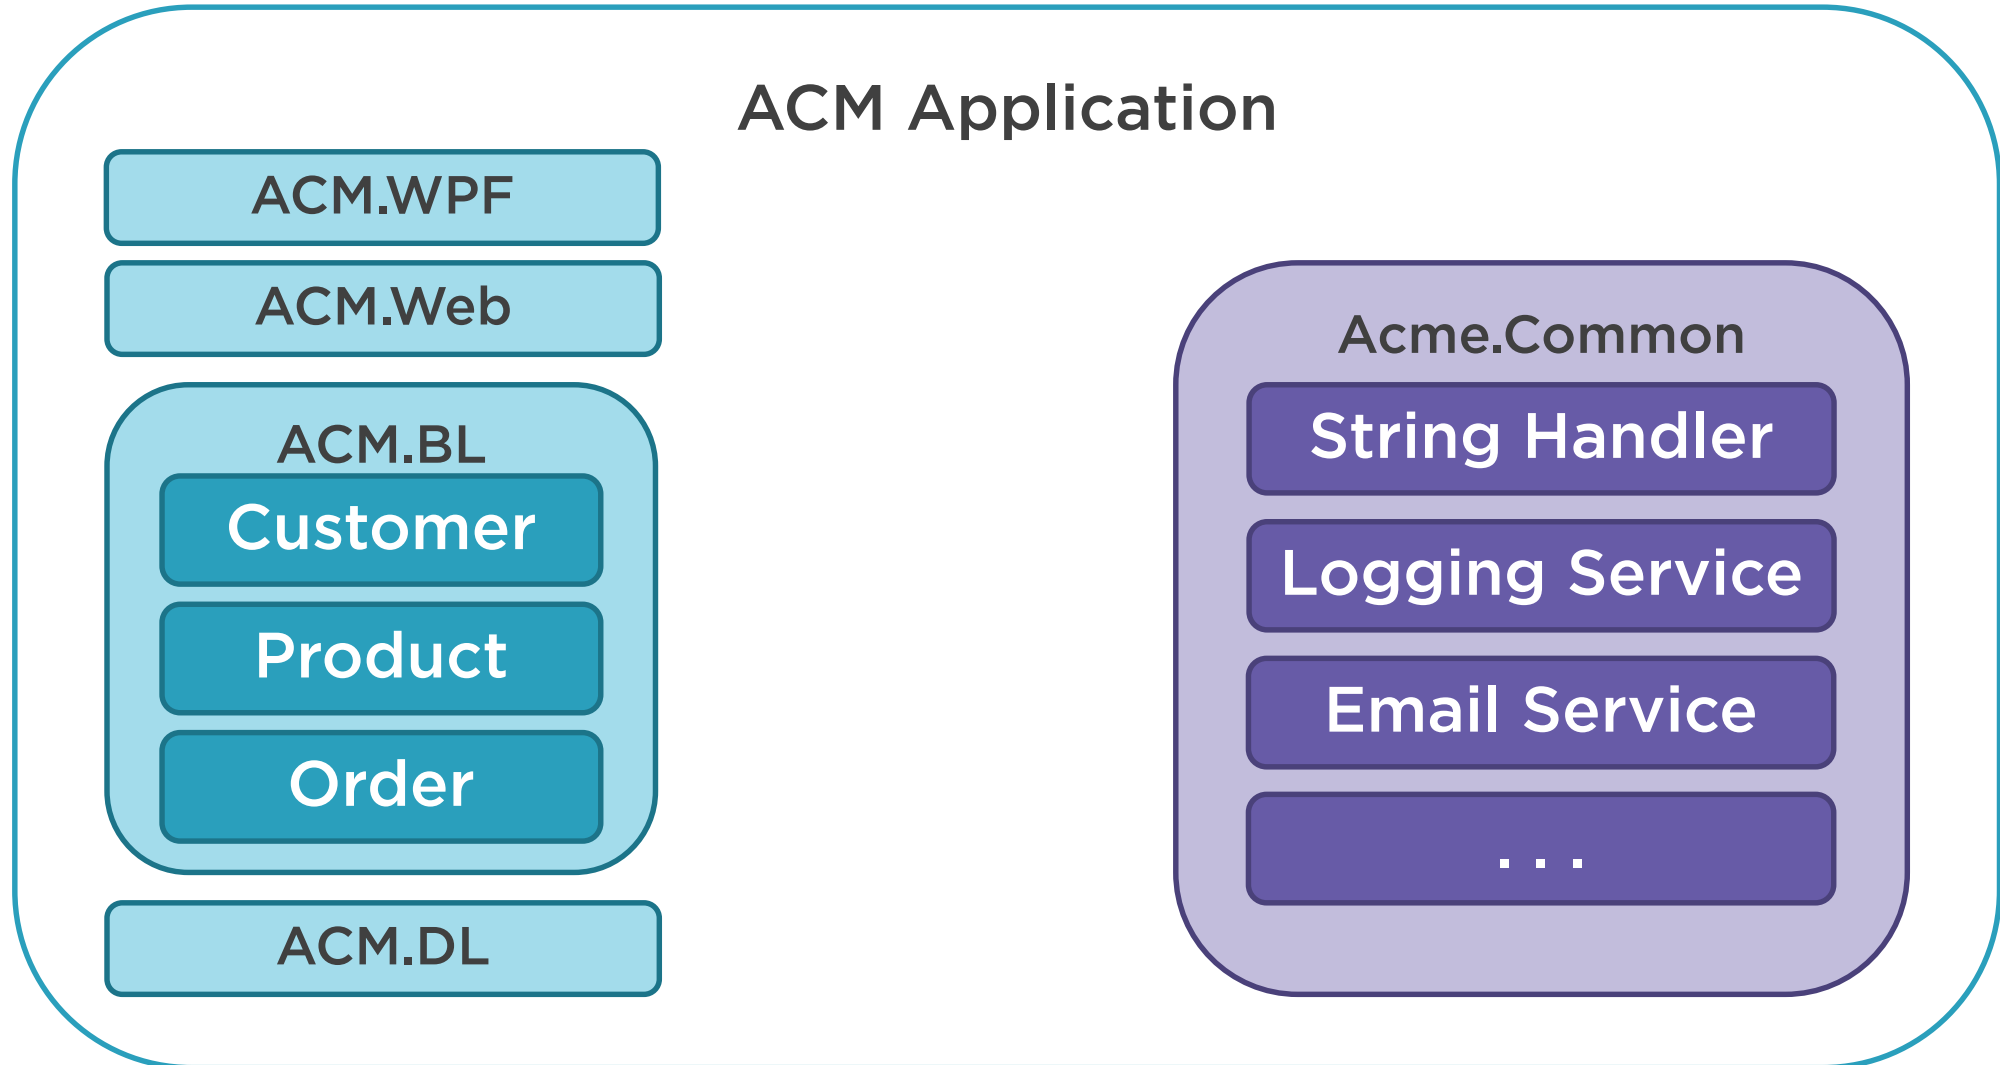 ACM Application
ACM.WPF
ACM.Web
ACM.BL
Customer
Product
Order
ACM.DL
Acme.Common
String Handler
Logging Service
Email Service
. . .